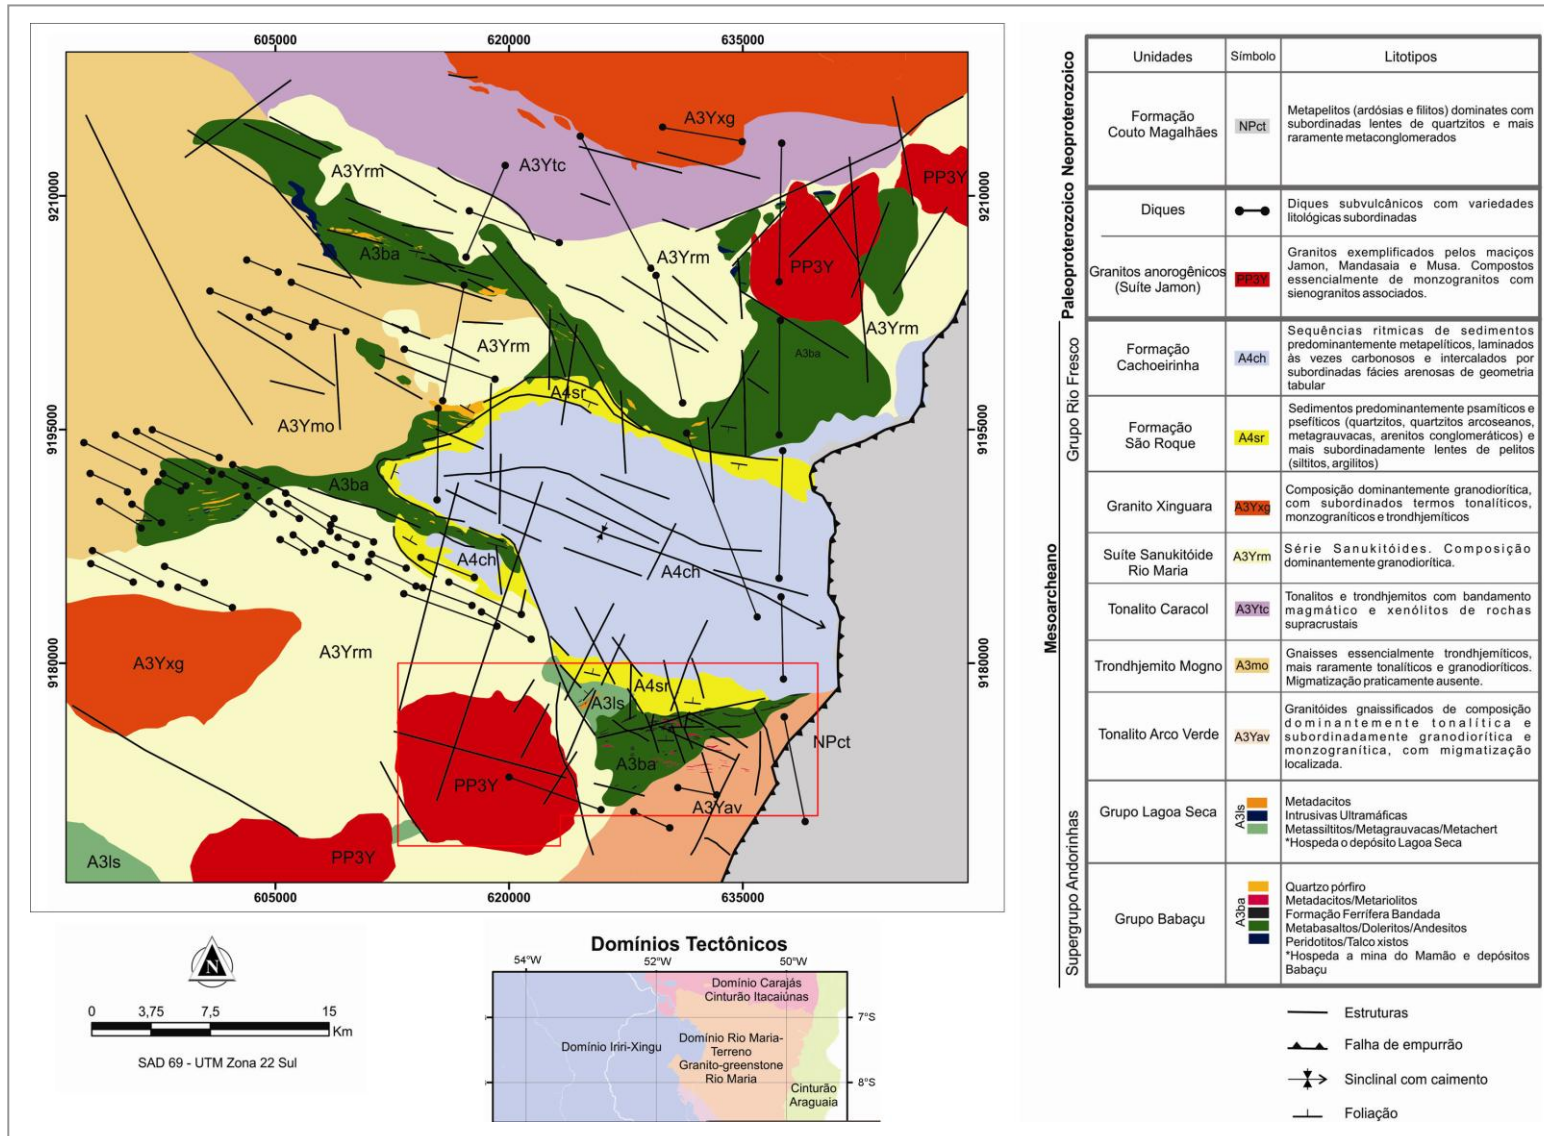 605000
620000
635000
9210000
9195000
9180000
9210000
9195000
9180000
605000
620000
635000
A3Yxg
A3Ytc
A3Yrm
PP3Y
A3ba
A3Yrm
PP3Y
A3Yrm
A3Yrm
A3ba
A4sr
A3Ymo
A3ba
A4ch
A4ch
A3Yrm
A3Yxg
A4sr
A3ls
NPct
A3ba
PP3Y
A3Yav
A3ls
PP3Y
N
0 3,75 7,5 15
Km
SAD 69 - UTM Zona 22 Sul
Domínios Tectônicos
54°W 52°W 50°W
7°S
8°S
Domínio Carajás
Cinturão Itacaiúnas
Domínio Iriri-Xingu
Domínio Rio Maria-
Terreno
Granito-greenstone
Rio Maria
Cinturão
Araguaia
Neoproterozoico
Paleoproterozoico
Mesoarcheano
Grupo Rio Fresco
Supergrupo Andorinhas
Unidades Símbolo Litotipos
Formação
Couto Magalhães
NPct
Metapelitos (ardósias e filitos) dominates com
subordinadas lentes de quartzitos e mais
raramente metaconglomerados
Diques
Diques subvulcânicos com variedades
litológicas subordinadas
Granitos anorogênicos
(Suíte Jamon)
PP3Y
Granitos exemplificados pelos maciços
Jamon, Mandasaia e Musa. Compostos
essencialmente de monzogranitos com
sienogranitos associados.
Formação
Cachoeirinha
A4ch
Sequências ritmicas de sedimentos
predominantemente metapelíticos, laminados
às vezes carbonosos e intercalados por
subordinadas fácies arenosas de geometria
tabular
Formação
São Roque
A4sr
Sedimentos predominantemente psamíticos e
psefíticos (quartzitos, quartzitos arcoseanos,
metagrauvacas, arenitos conglomeráticos) e
mais subordinadamente lentes de pelitos
(siltitos, argilitos)
Granito Xinguara
A3Yxg
Composição dominantemente granodiorítica,
com subordinados termos tonalíticos,
monzograníticos e trondhjemíticos
Suíte Sanukitóide
Rio Maria
A3Yrm
Série Sanukitóides. Composição
dominantemente granodiorítica.
Tonalito Caracol
A3Ytc
Tonalitos e trondhjemitos com bandamento
magmático e xenólitos de rochas
supracrustais
Trondhjemito Mogno
A3mo
Gnaisses essencialmente trondhjemíticos,
mais raramente tonalíticos e granodioríticos.
Migmatização praticamente ausente.
Tonalito Arco Verde
A3Yav
Granitóides gnaissificados de composição
dominantemente tonalítica e
subordinadamente granodiorítica e
monzogranítica, com migmatização
localizada.
Grupo Lagoa Seca
A3ls
Metadacitos
Intrusivas Ultramáficas
Metassiltitos/Metagrauvacas/Metachert
*Hospeda o depósito Lagoa Seca
Grupo Babaçu
A3ba
Quartzo pórfiro
Metadacitos/Metariolitos
Formação Ferrífera Bandada
Metabasaltos/Doleritos/Andesitos
Peridotitos/Talco xistos
*Hospeda a mina do Mamão e depósitos
Babaçu
Estruturas
Falha de empurrão
Sinclinal com caimento
Foliação